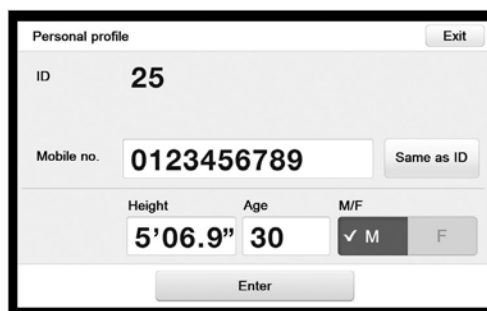 Personal profile Exit
ID 25
Mobile no. 0123456789 Same as ID
Height Age M/F
5’06.9” 30 ✓ M F
Enter